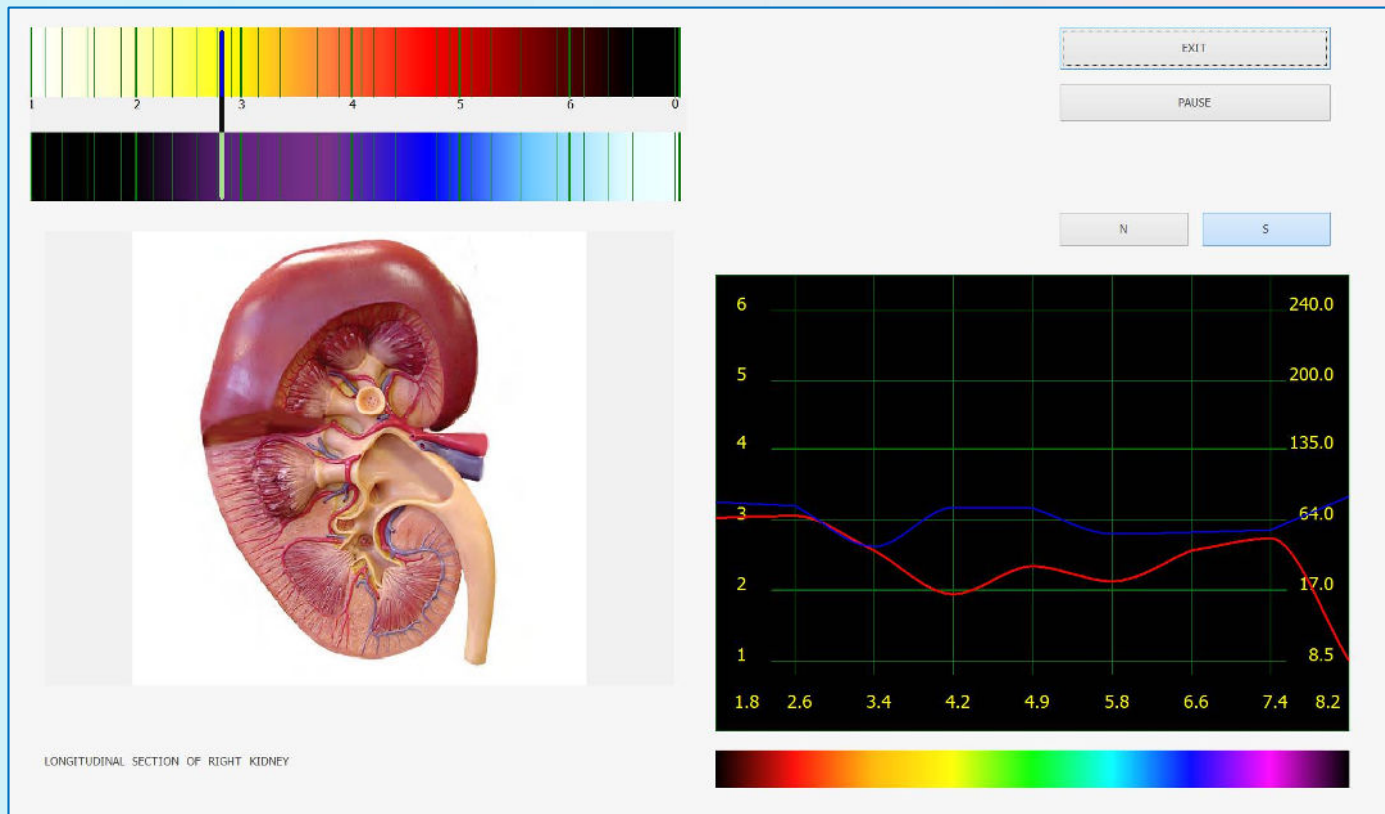 1 2 3 4 5 6 0
EXIT
PAUSE
N S
6 240.0
5 200.0
4 135.0
3 64.0
2 17.0
1 8.5
1.8 2.6 3.4 4.2 4.9 5.8 6.6 7.4 8.2
LONGITUDINAL SECTION OF RIGHT KIDNEY